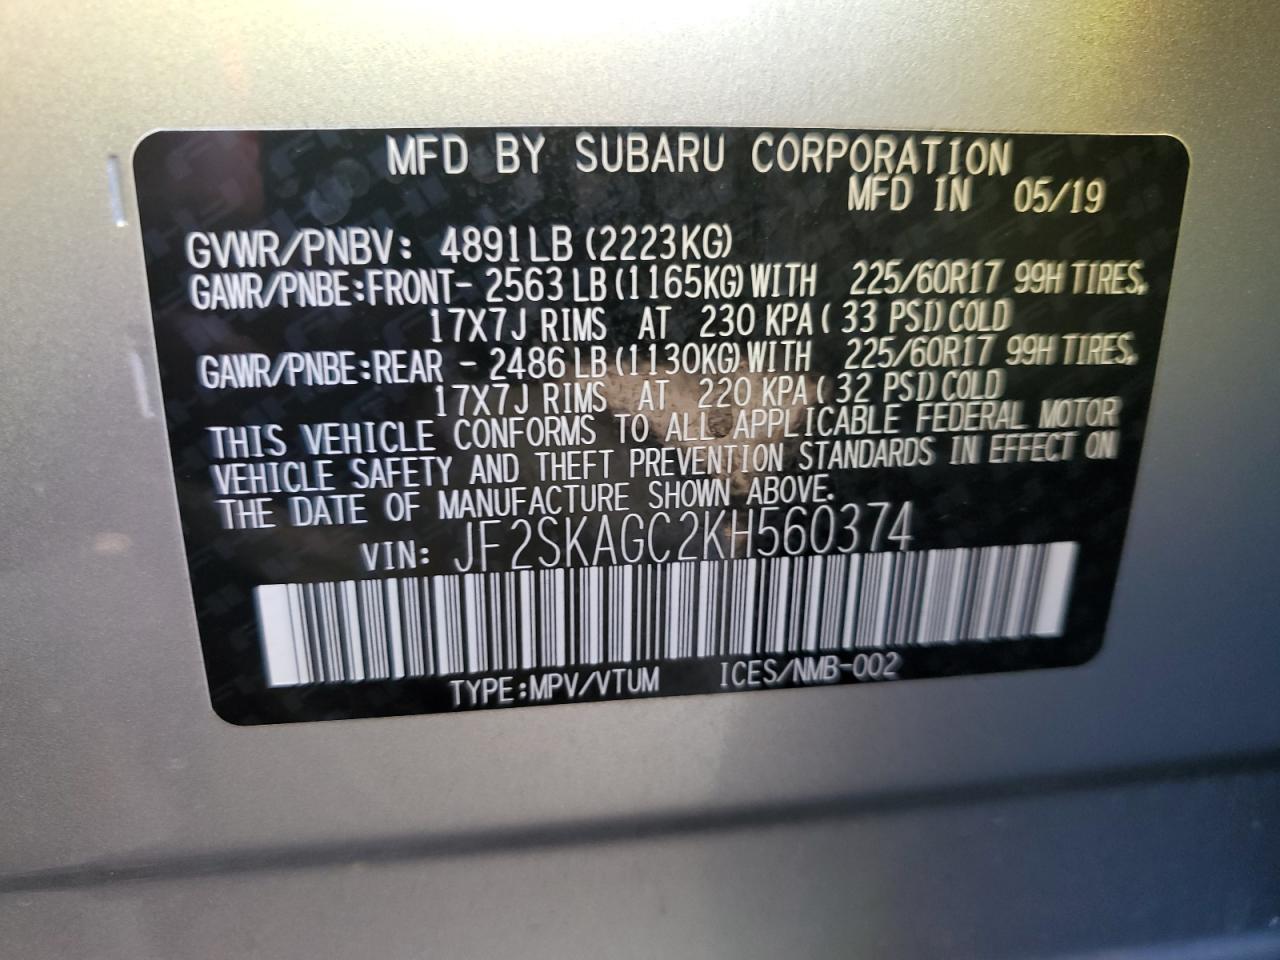 MFD BY SUBARU CORPORATION
MFD IN 05/19
GVWR/PNBV: 4891LB (2223KG)
GAWR/PNBE:FRONT- 2563 LB (1165KG) WITH 225/60R17 99H TIRES,
17X7J RIMS AT 230 KPA ( 33 PSI) COLD
GAWR/PNBE:REAR - 2486 LB (1130KG) WITH 225/60R17 99H TIRES,
17X7J RIMS AT 220 KPA ( 32 PSI) COLD
THIS VEHICLE CONFORMS TO ALL APPLICABLE FEDERAL MOTOR
VEHICLE SAFETY AND THEFT PREVENTION STANDARDS IN EFFECT ON
THE DATE OF MANUFACTURE SHOWN ABOVE.
VIN: JF2SKAGC2KH560374
TYPE:MPV/VTUM ICES/NMB-002